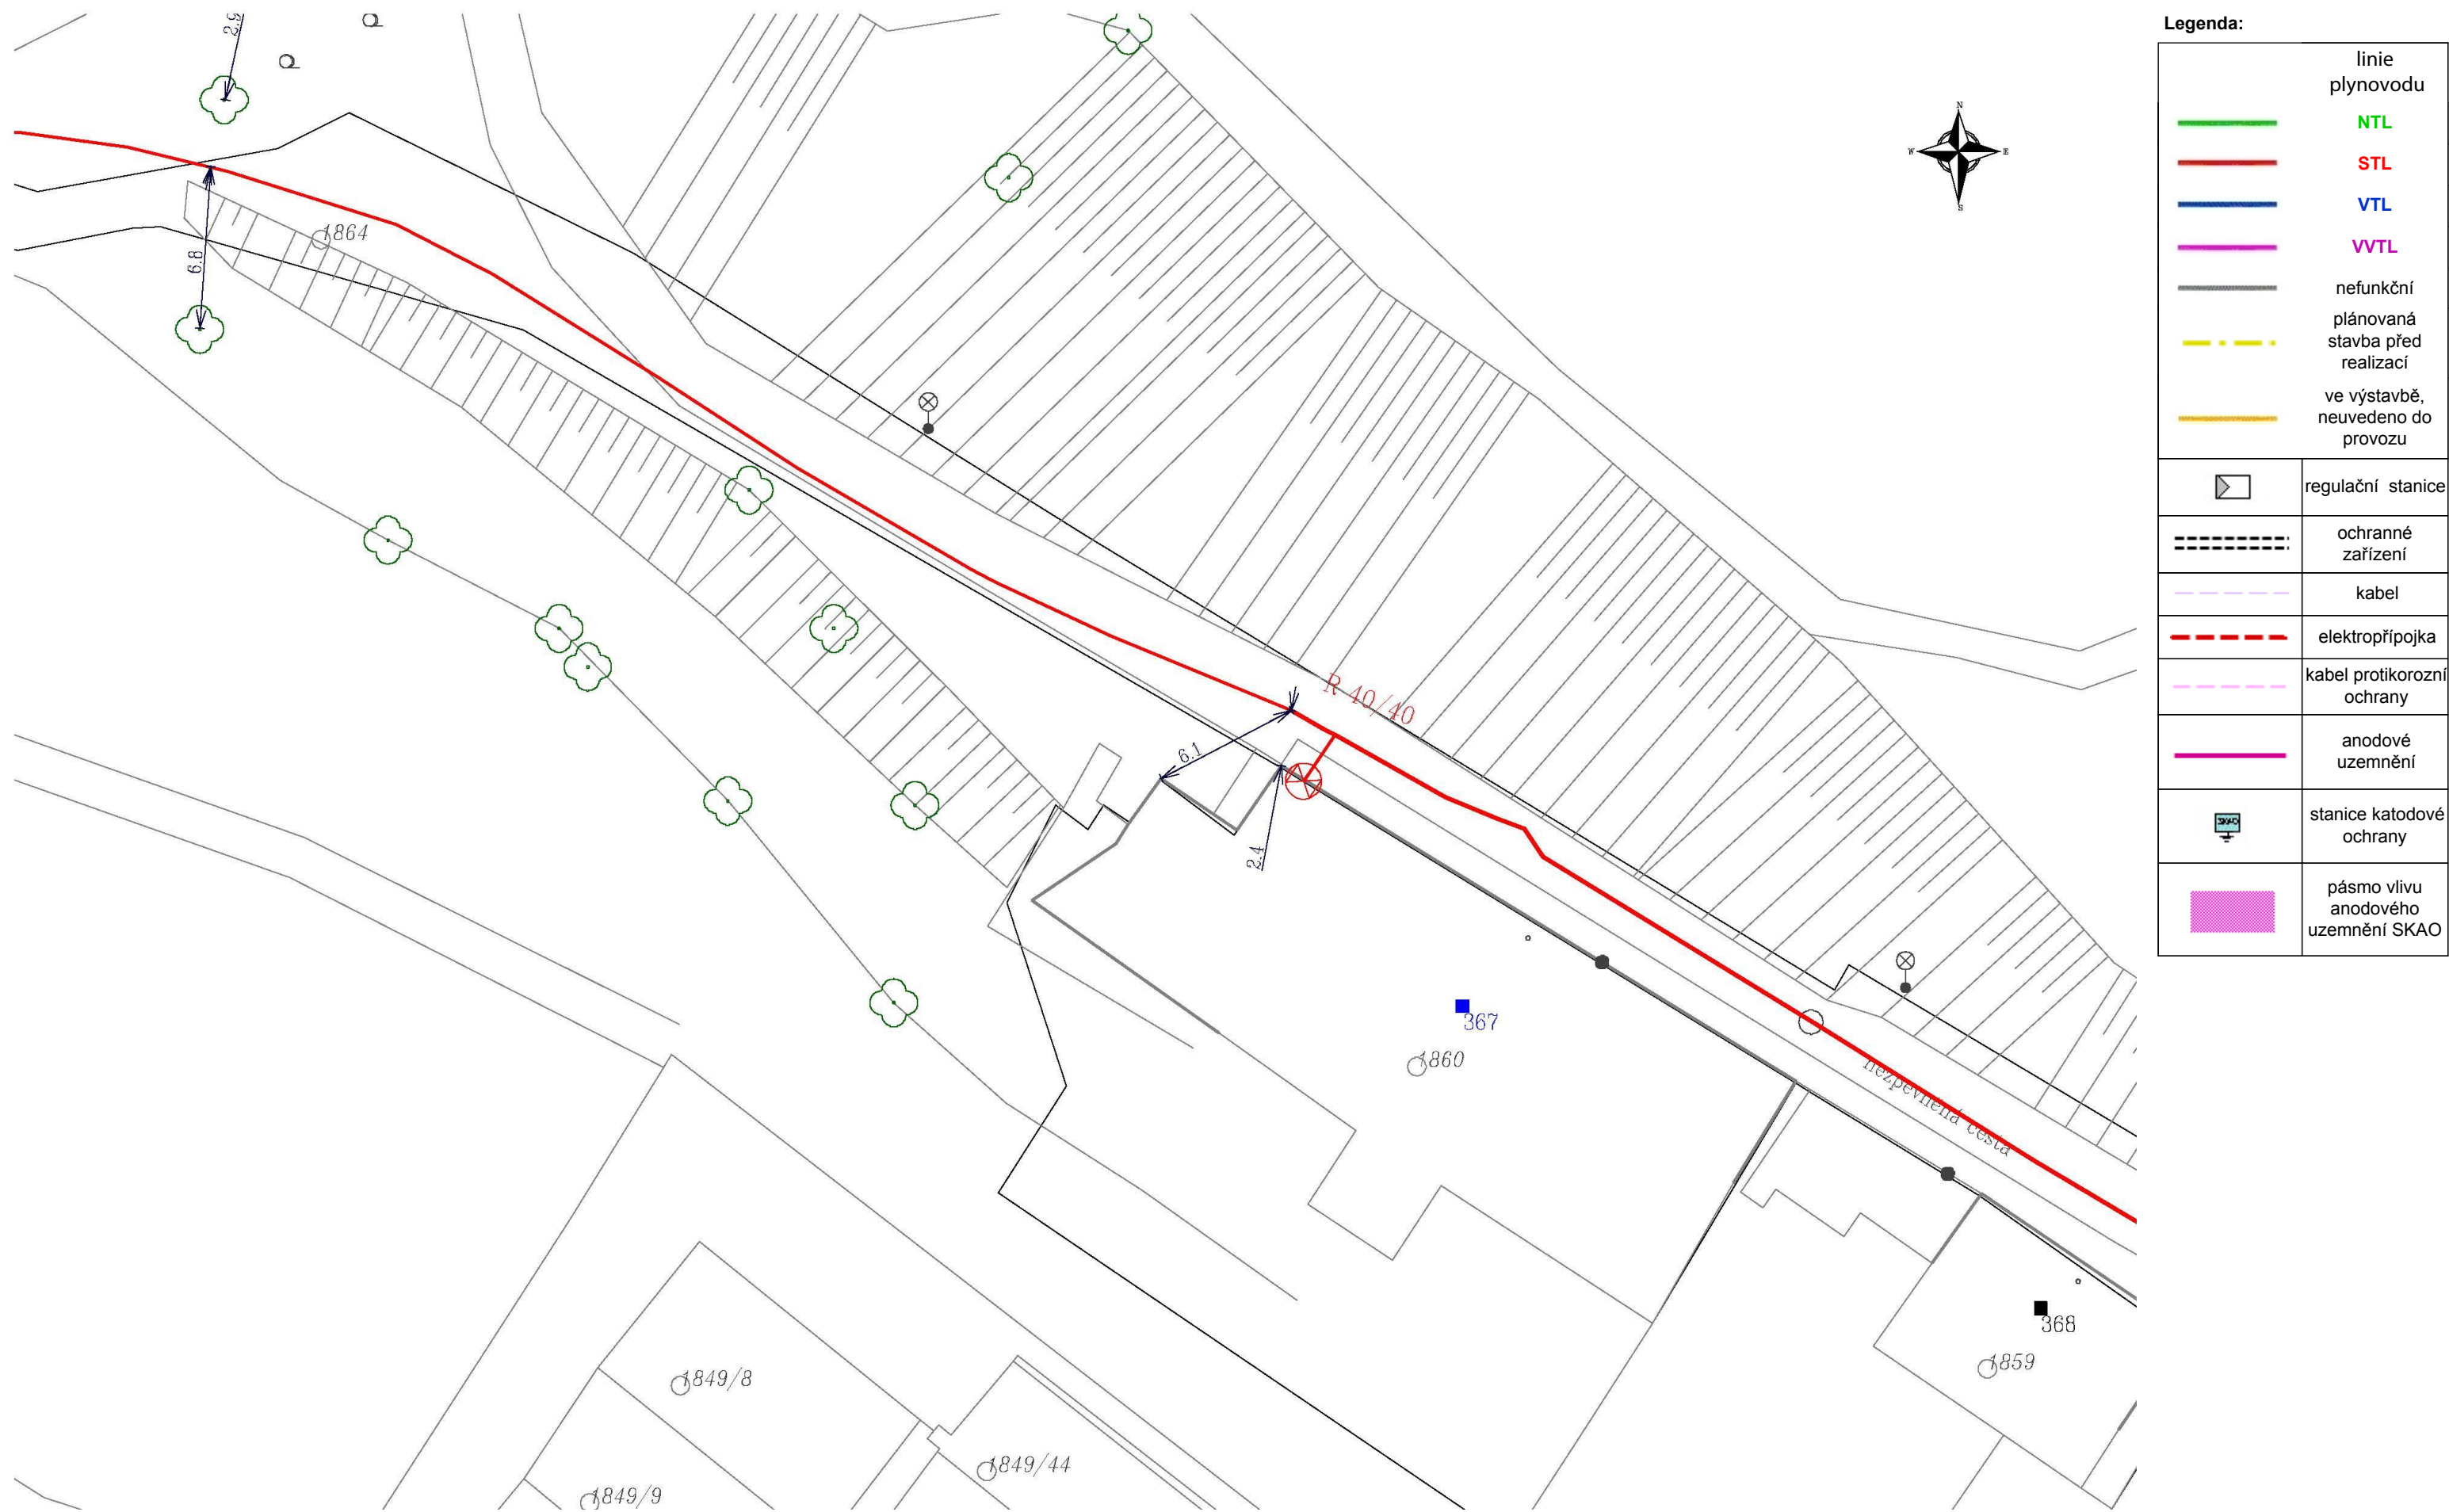 2.9
1864
6.8
R 40/40
6.1
2.4
367
1860
nezpevněná cesta
368
1859
1849/8
1849/44
1849/9
N
W
E
S
Legenda:
linie
plynovodu
NTL
STL
VTL
VVTL
nefunkční
plánovaná
stavba před
realizací
ve výstavbě,
neuvedeno do
provozu
regulační stanice
ochranné
zařízení
kabel
elektropřípojka
kabel protikorozní
ochrany
anodové
uzemnění
SKAO
stanice katodové
ochrany
pásmo vlivu
anodového
uzemnění SKAO